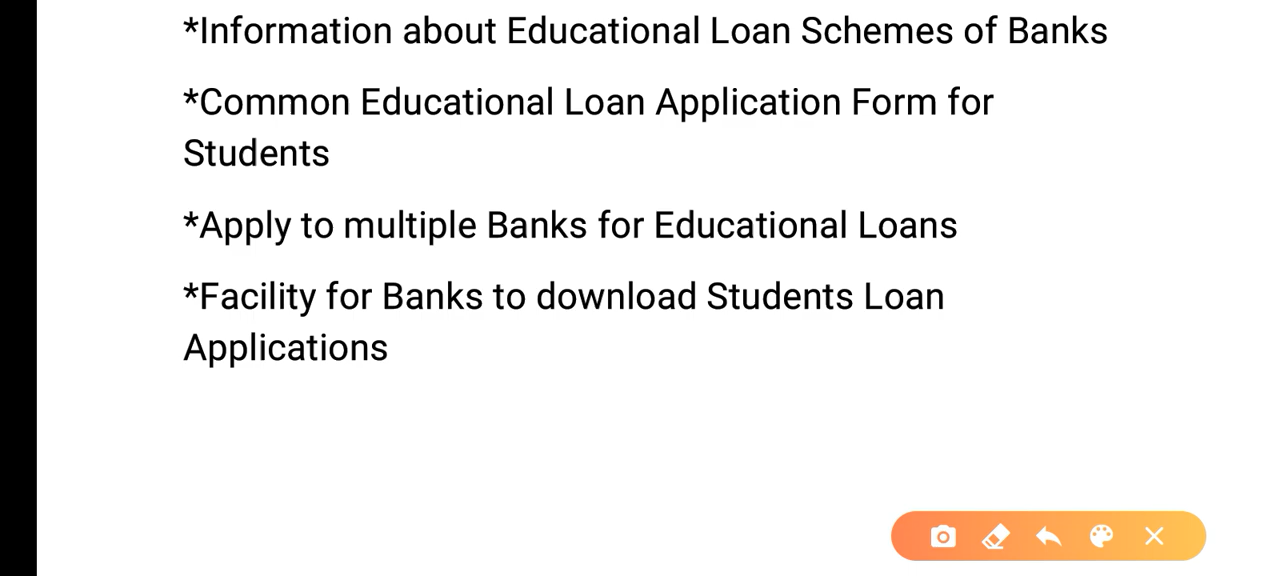 *Information about Educational Loan Schemes of Banks
*Common Educational Loan Application Form for
Students
*Apply to multiple Banks for Educational Loans
*Facility for Banks to download Students Loan
Applications